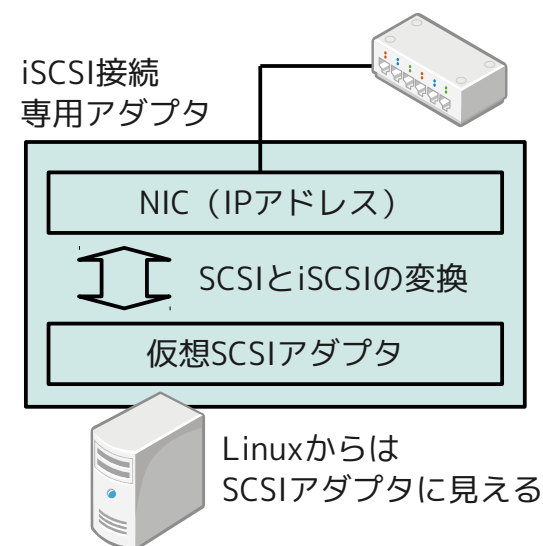 iSCSI接続
専用アダプタ
NIC（IPアドレス）
SCSIとiSCSIの変換
仮想SCSIアダプタ
Linuxからは
SCSIアダプタに見える